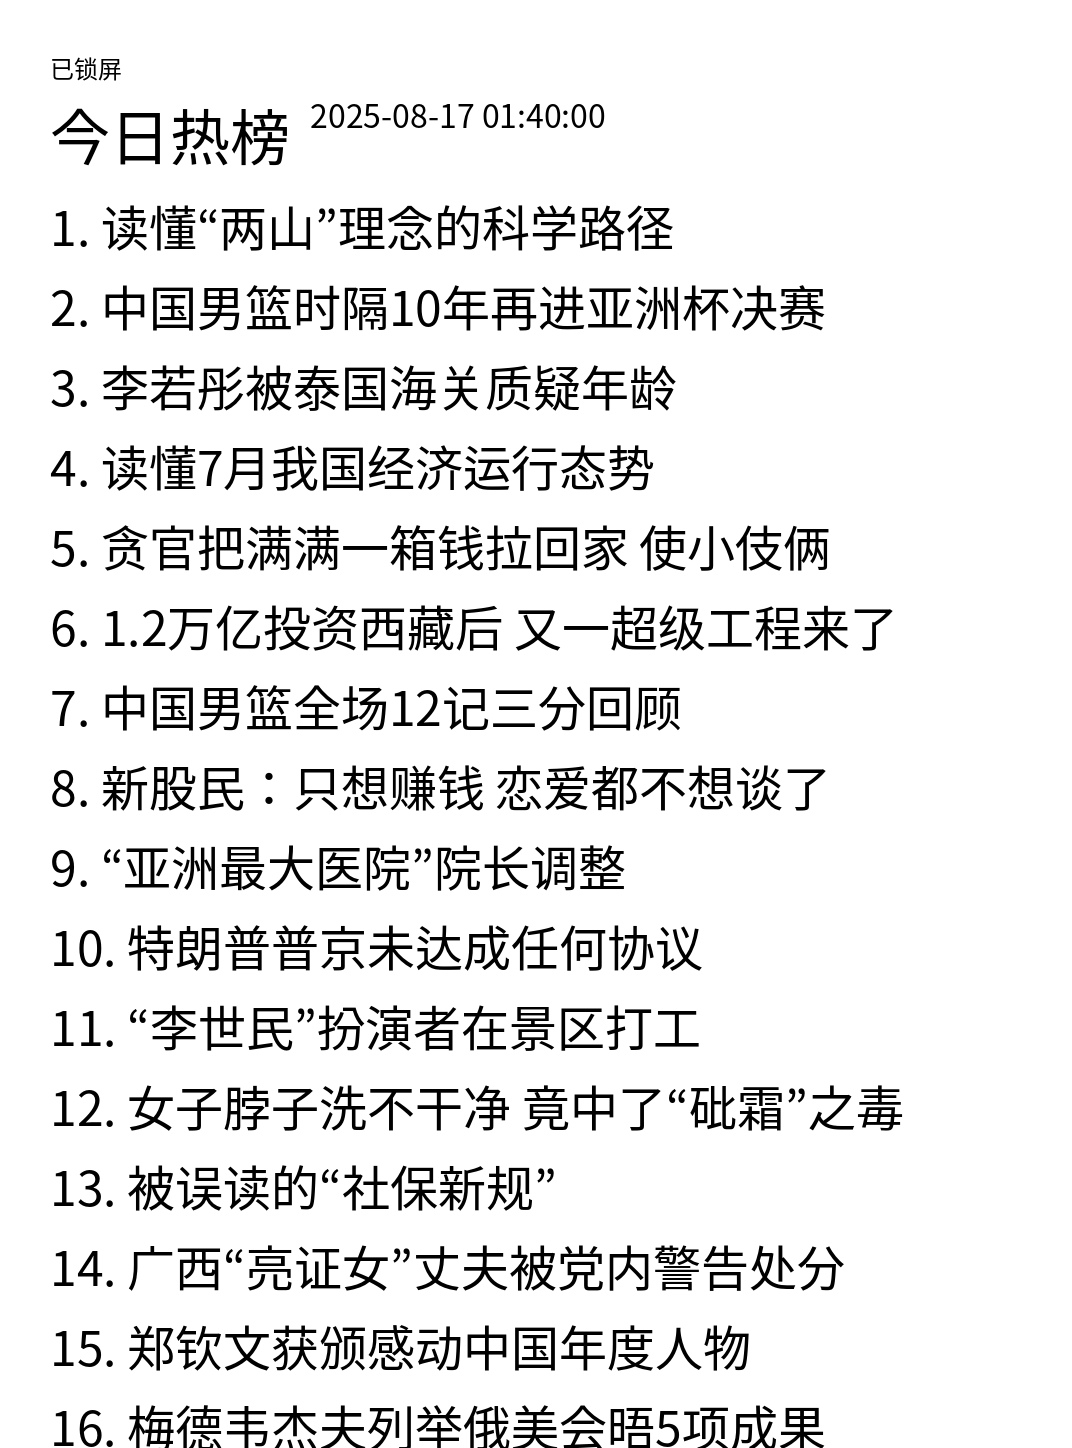 已锁屏
今日热榜 2025-08-17 01:40:00
1. 读懂“两山”理念的科学路径
2. 中国男篮时隔10年再进亚洲杯决赛
3. 李若彤被泰国海关质疑年龄
4. 读懂7月我国经济运行态势
5. 贪官把满满一箱钱拉回家 使小伎俩
6. 1.2万亿投资西藏后 又一超级工程来了
7. 中国男篮全场12记三分回顾
8. 新股民：只想赚钱 恋爱都不想谈了
9. “亚洲最大医院”院长调整
10. 特朗普普京未达成任何协议
11. “李世民”扮演者在景区打工
12. 女子脖子洗不干净 竟中了“砒霜”之毒
13. 被误读的“社保新规”
14. 广西“亮证女”丈夫被党内警告处分
15. 郑钦文获颁感动中国年度人物
16. 梅德韦杰夫列举俄美会晤5项成果